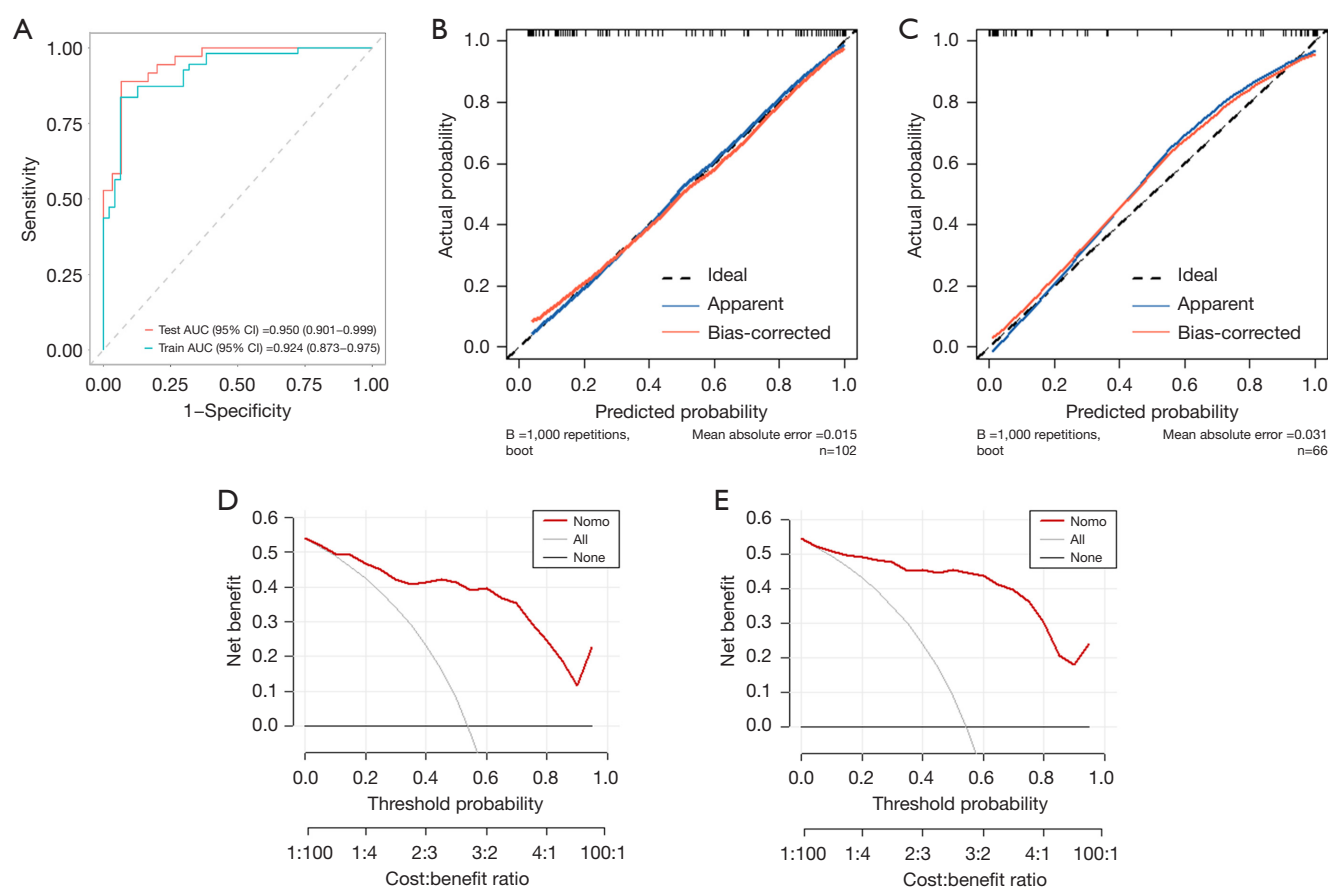 A
1.00
0.75
0.50
0.25
0.00
Sensitivity
Test AUC (95% CI) =0.950 (0.901–0.999)
Train AUC (95% CI) =0.924 (0.873–0.975)
0.00 0.25 0.50 0.75 1.00
1–Specificity
B
1.0
0.8
0.6
0.4
0.2
0.0
Actual probability
Ideal
Apparent
Bias-corrected
0.0 0.2 0.4 0.6 0.8 1.0
Predicted probability
B =1,000 repetitions, Mean absolute error =0.015
boot n=102
C
1.0
0.8
0.6
0.4
0.2
0.0
Actual probability
Ideal
Apparent
Bias-corrected
0.0 0.2 0.4 0.6 0.8 1.0
Predicted probability
B =1,000 repetitions, Mean absolute error =0.031
boot n=66
D
0.6
0.5
0.4
0.3
0.2
0.1
0.0
Net benefit
Nomo
All
None
0.0 0.2 0.4 0.6 0.8 1.0
Threshold probability
1:100 1:4 2:3 3:2 4:1 100:1
Cost:benefit ratio
E
0.6
0.5
0.4
0.3
0.2
0.1
0.0
Net benefit
Nomo
All
None
0.0 0.2 0.4 0.6 0.8 1.0
Threshold probability
1:100 1:4 2:3 3:2 4:1 100:1
Cost:benefit ratio